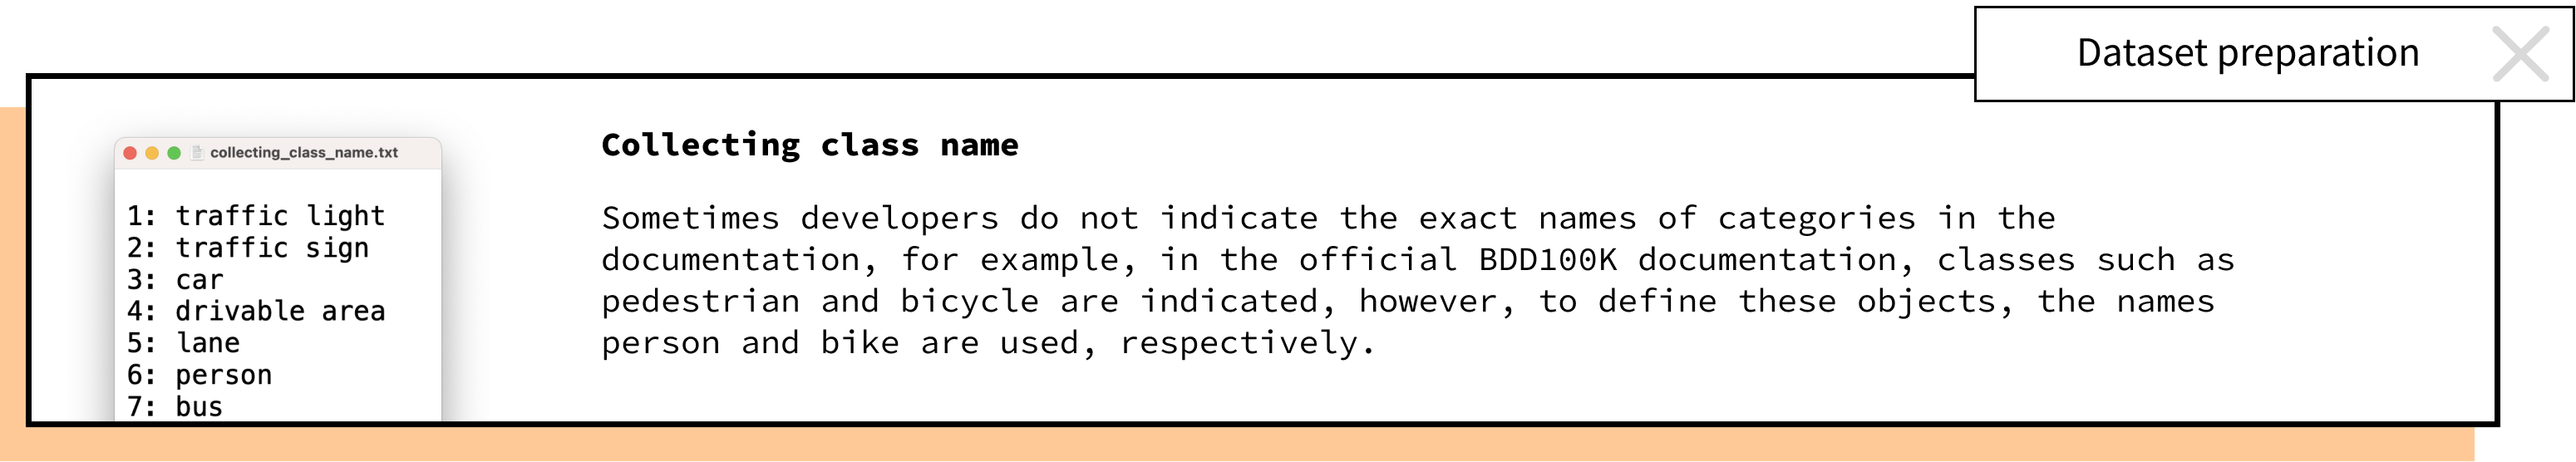 Dataset preparation
collecting_class_name.txt
1: traffic light
2: traffic sign
3: car
4: drivable area
5: lane
6: person
7: bus
Collecting class name
Sometimes developers do not indicate the exact names of categories in the
documentation, for example, in the official BDD100K documentation, classes such as
pedestrian and bicycle are indicated, however, to define these objects, the names
person and bike are used, respectively.